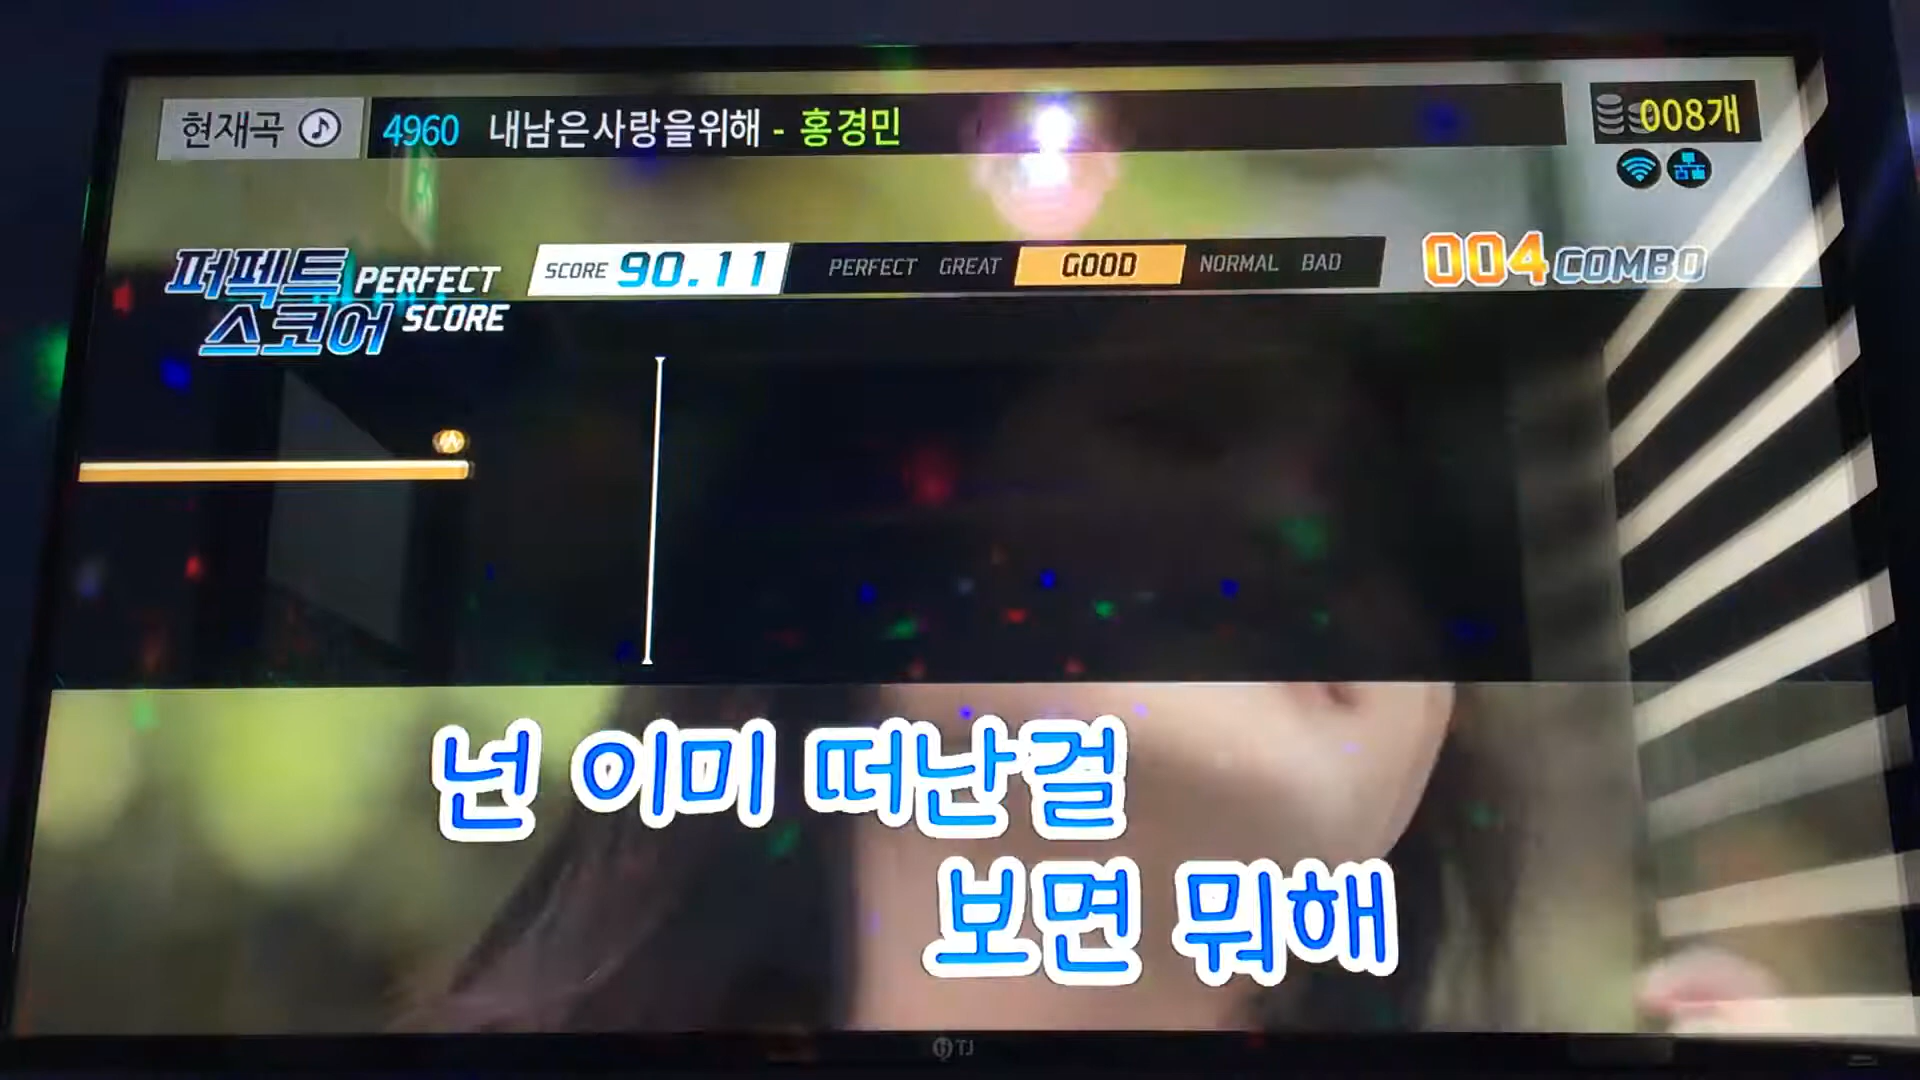 현재곡 4960 내남은사랑을위해 - 홍경민 008개
퍼펙트 PERFECT
스코어 SCORE
SCORE 90.11 PERFECT GREAT GOOD NORMAL BAD 004 COMBO
넌 이미 떠난걸
보면 뭐해
TJ